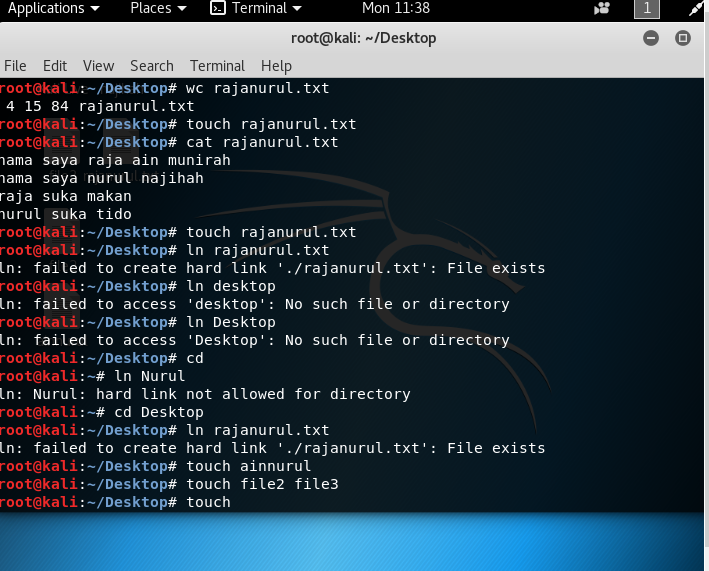 Applications Places Terminal Mon 11:38 1
root@kali: ~/Desktop
File Edit View Search Terminal Help
root@kali:~/Desktop# wc rajanurul.txt
4 15 84 rajanurul.txt
root@kali:~/Desktop# touch rajanurul.txt
root@kali:~/Desktop# cat rajanurul.txt
nama saya raja ain munirah
nama saya nurul najihah
raja suka makan
nurul suka tido
root@kali:~/Desktop# touch rajanurul.txt
root@kali:~/Desktop# ln rajanurul.txt
ln: failed to create hard link './rajanurul.txt': File exists
root@kali:~/Desktop# ln desktop
ln: failed to access 'desktop': No such file or directory
root@kali:~/Desktop# ln Desktop
ln: failed to access 'Desktop': No such file or directory
root@kali:~/Desktop# cd
root@kali:~# ln Nurul
ln: Nurul: hard link not allowed for directory
root@kali:~# cd Desktop
root@kali:~/Desktop# ln rajanurul.txt
ln: failed to create hard link './rajanurul.txt': File exists
root@kali:~/Desktop# touch ainnurul
root@kali:~/Desktop# touch file2 file3
root@kali:~/Desktop# touch